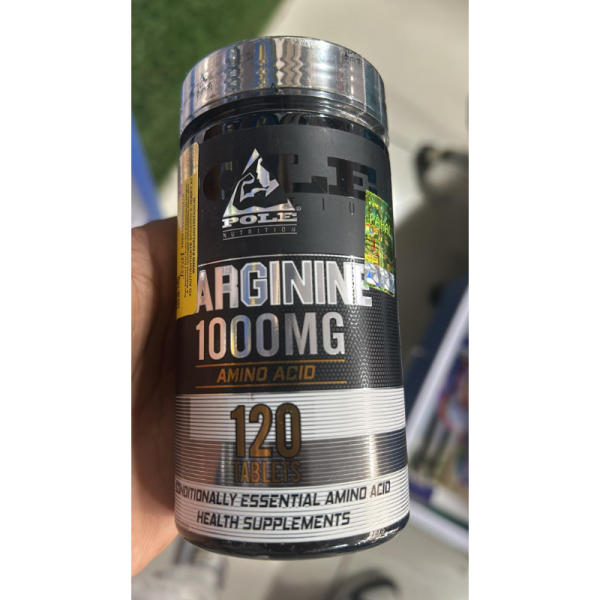 POLE
NUTRITION
ARGININE
1000MG
AMINO ACID
120
TABLETS
CONDITIONALLY ESSENTIAL AMINO ACID
HEALTH SUPPLEMENTS